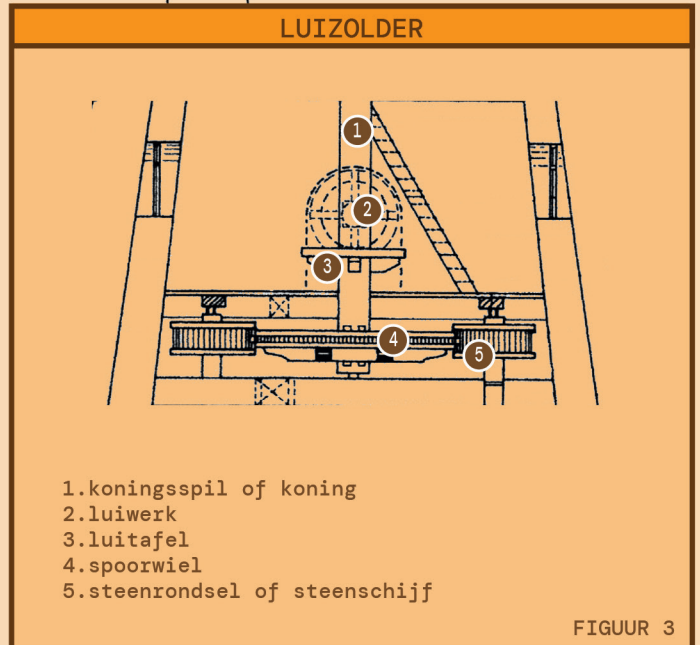 LUIZOLDER
1
2
3
4
5
1.koningsspil of koning
2.luiwerk
3.luitafel
4.spoorwiel
5.steenrondsel of steenschijf
FIGUUR 3